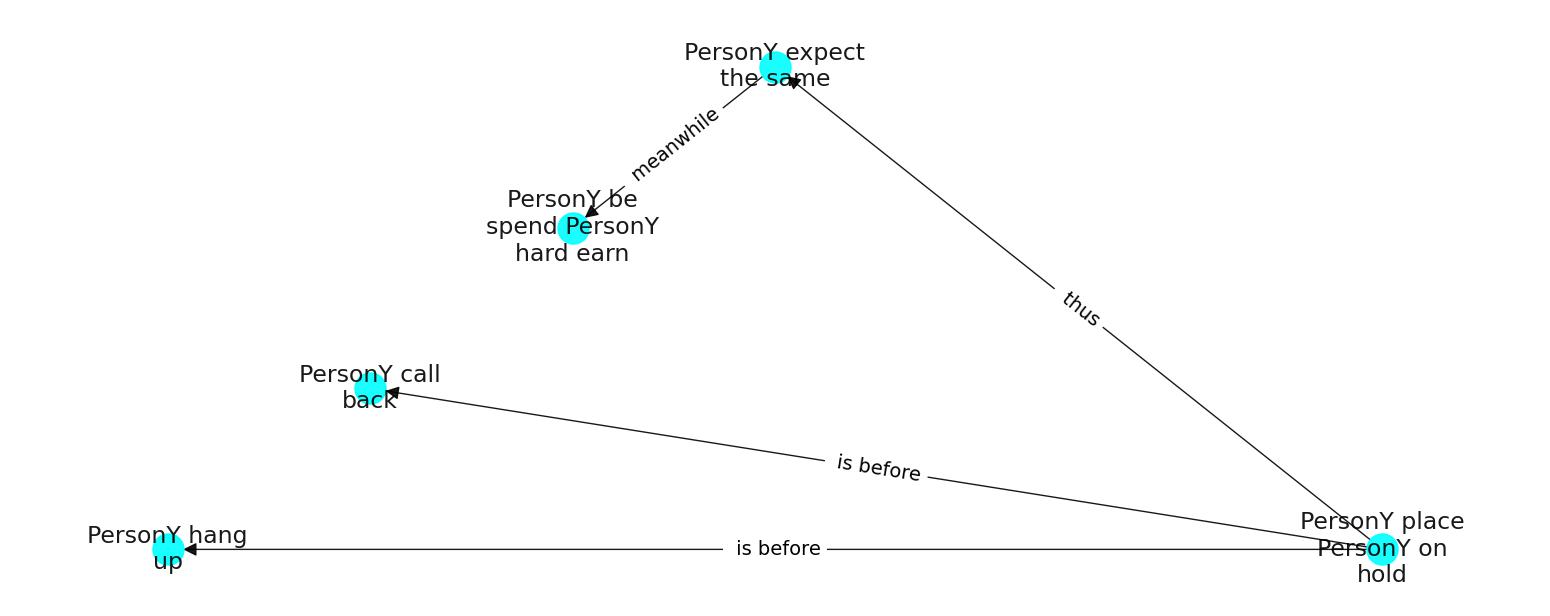 PersonY expect
the same
meanwhile
PersonY be
spend PersonY
hard earn
thus
PersonY call
back
is before
PersonY hang
up
is before
PersonY place
PersonY on
hold